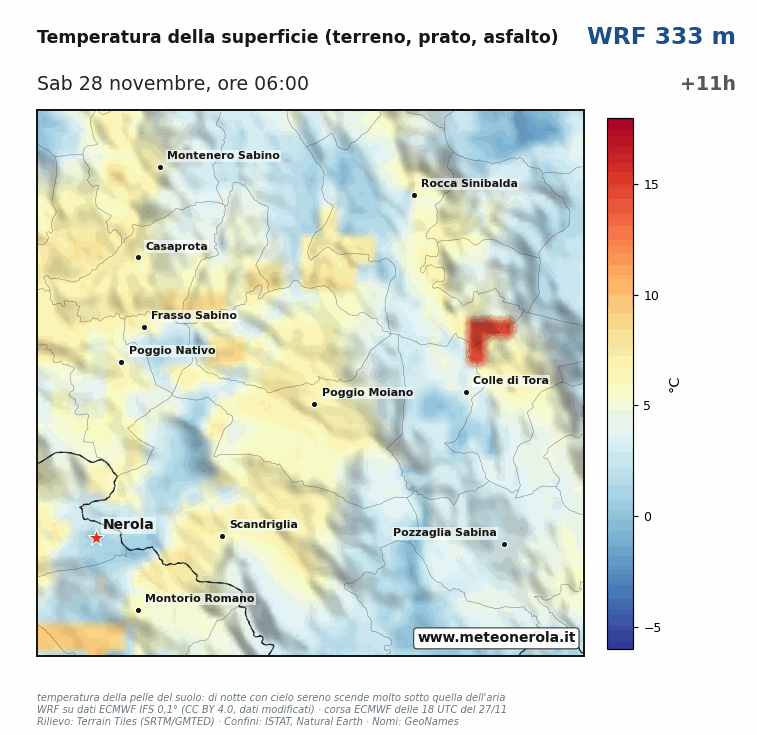 Temperatura della superficie (terreno, prato, asfalto)
WRF 333 m
Sab 28 novembre, ore 06:00
+11h
Montenero Sabino
Rocca Sinibalda
Casaprota
Frasso Sabino
Poggio Nativo
Colle di Tora
Poggio Moiano
Nerola
Scandriglia
Pozzaglia Sabina
Montorio Romano
www.meteonerola.it
15
10
5
0
−5
°C
temperatura della pelle del suolo: di notte con cielo sereno scende molto sotto quella dell'aria
WRF su dati ECMWF IFS 0,1° (CC BY 4.0, dati modificati) · corsa ECMWF delle 18 UTC del 27/11
Rilievo: Terrain Tiles (SRTM/GMTED) · Confini: ISTAT, Natural Earth · Nomi: GeoNames